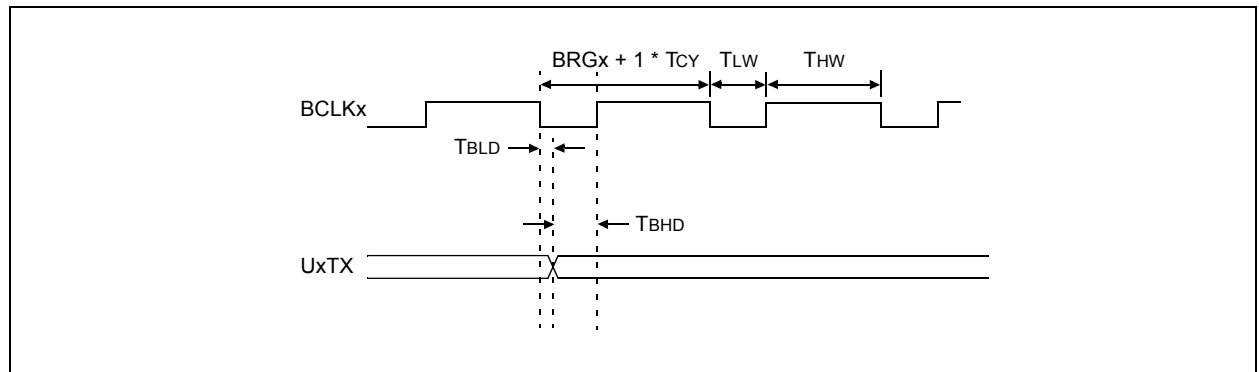 BRGx + 1 * TCY TLW THW
BCLKx
TBLD
TBHD
UxTX